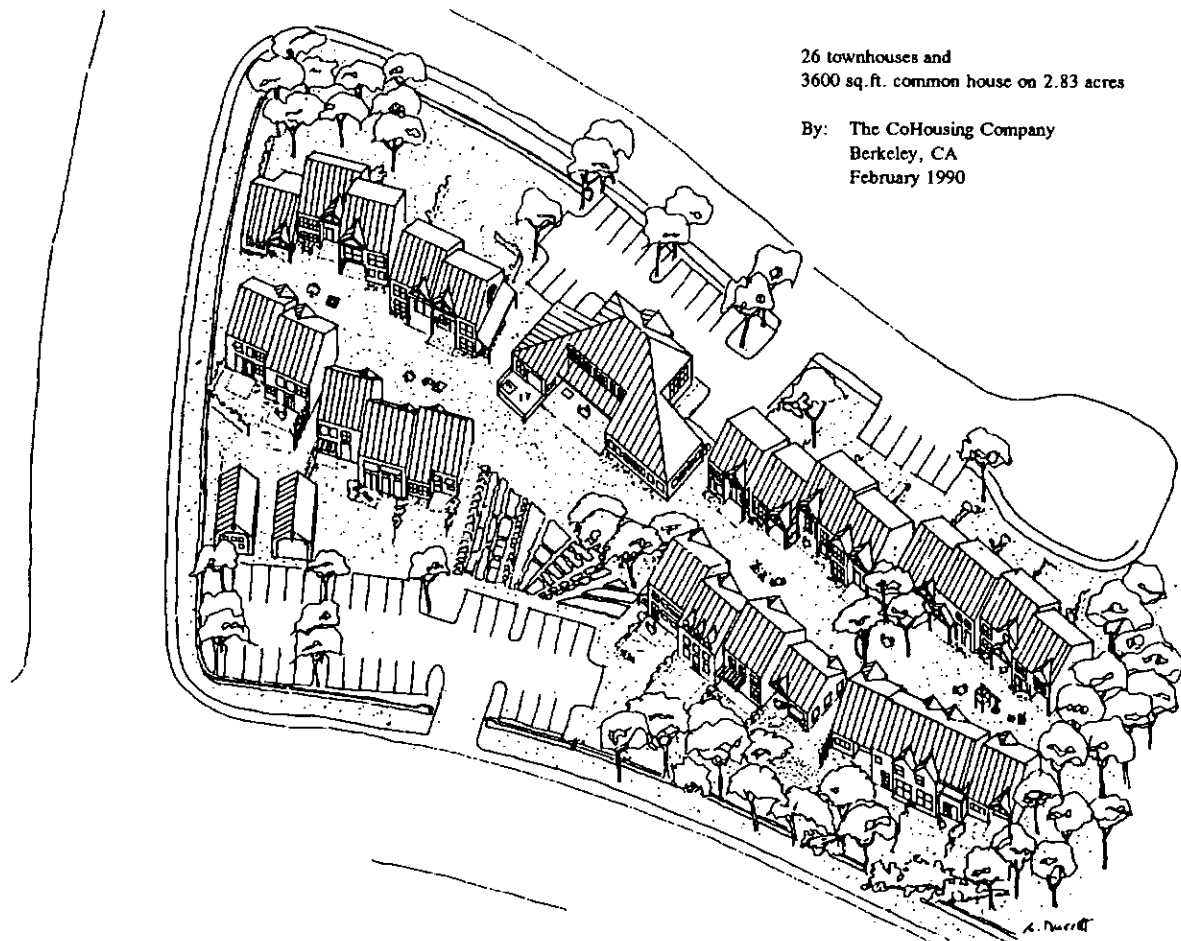 26 townhouses and
3600 sq.ft. common house on 2.83 acres
By: The CoHousing Company
Berkeley, CA
February 1990